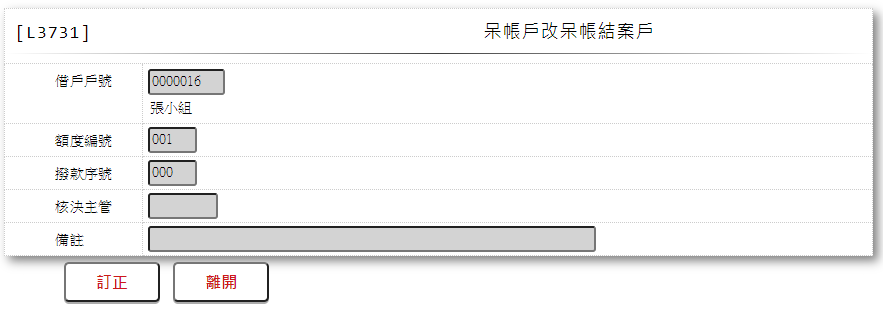 [L3731] 呆帳戶改呆帳結案戶
借戶戶號 0000016
張小組
額度編號 001
撥款序號 000
核決主管
備註
訂正 離開